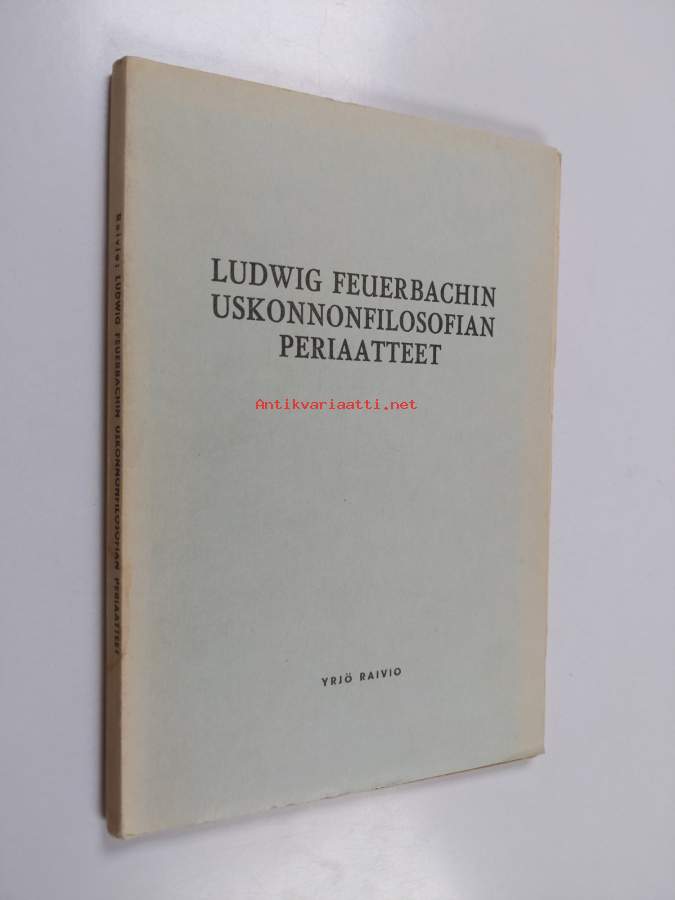 LUDWIG FEUERBACHIN
USKONNONFILOSOFIAN
PERIAATTEET
Antikvariaatti.net
YRJÖ RAIVIO
Raivio; LUDWIG FEUERBACHIN USKONNONFILOSOFIAN PERIAATTEET